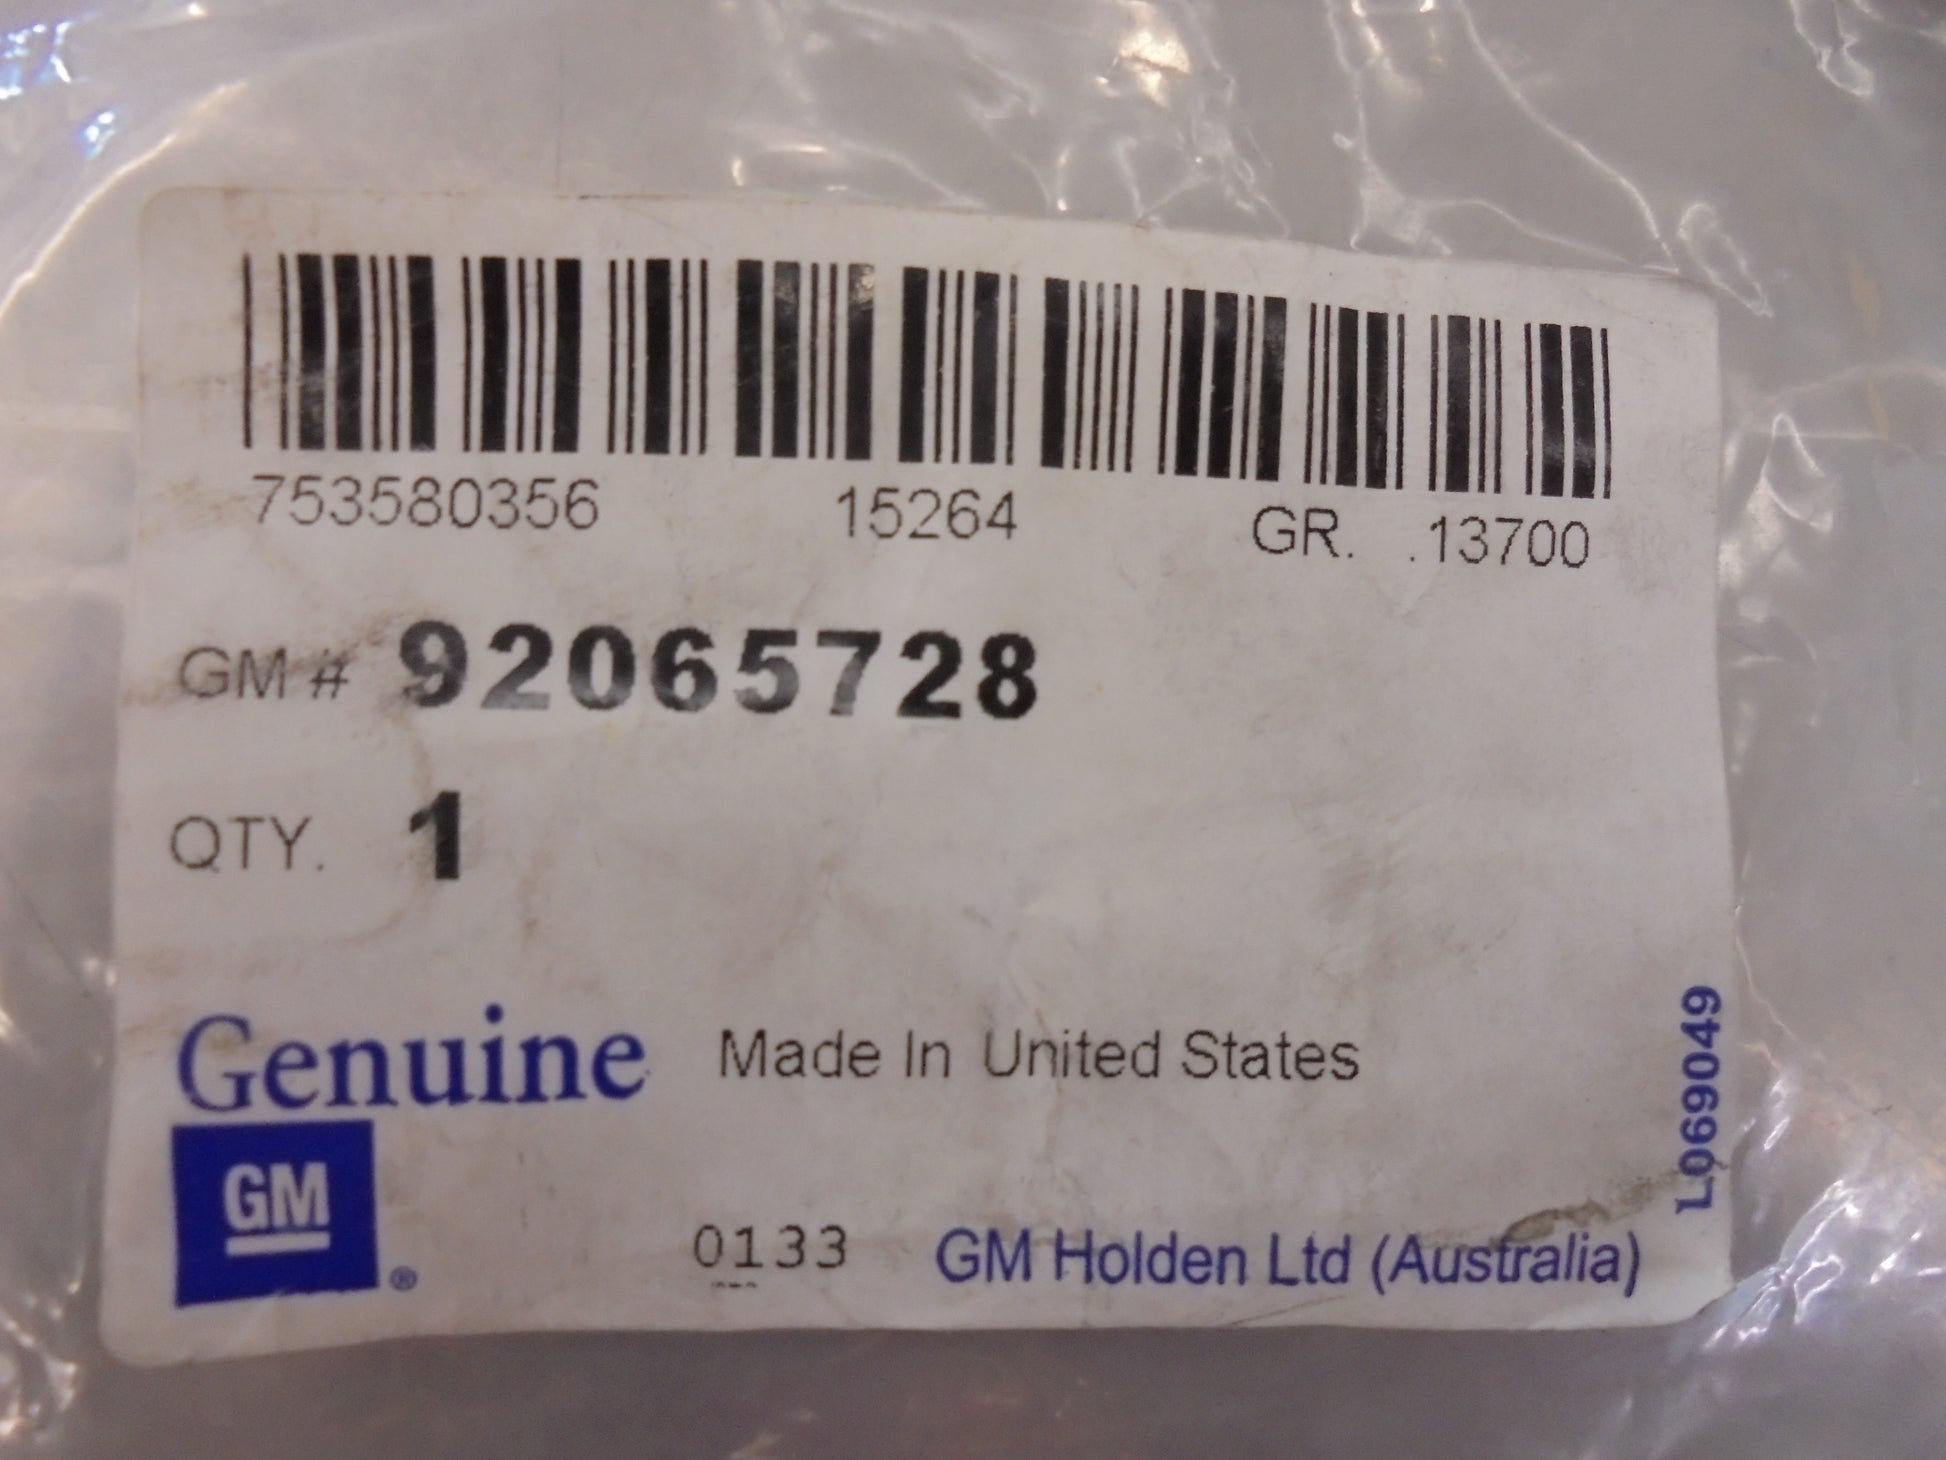 753580356 15264 GR. .13700
GM # 92065728
QTY. 1
Genuine Made In United States
GM ®
0133 GM Holden Ltd (Australia)
L069049